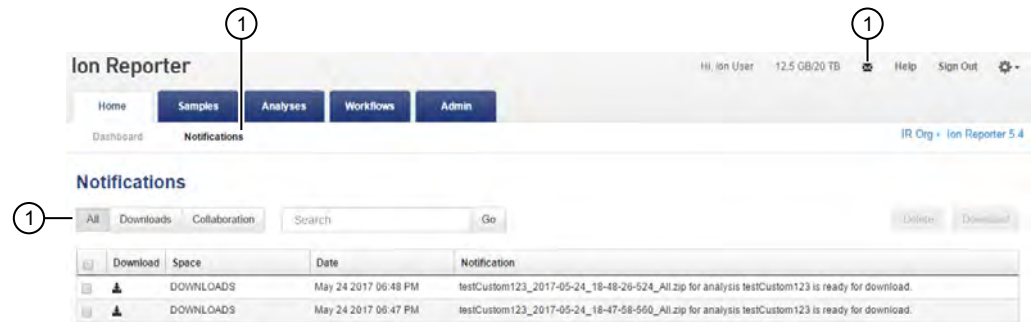 1 1
Ion Reporter Hi, Ion User 12.5 GB/20 TB Help Sign Out
Home Samples Analyses Workflows Admin
Dashboard Notifications IR Org Ion Reporter 5.4
Notifications
1 All Downloads Collaboration Search Go Delete Download
Download Space Date Notification
DOWNLOADS May 24 2017 06:48 PM testCustom123_2017-05-24_18-48-26-524_All.zip for analysis testCustom123 is ready for download.
DOWNLOADS May 24 2017 06:47 PM testCustom123_2017-05-24_18-47-58-560_All.zip for analysis testCustom123 is ready for download.